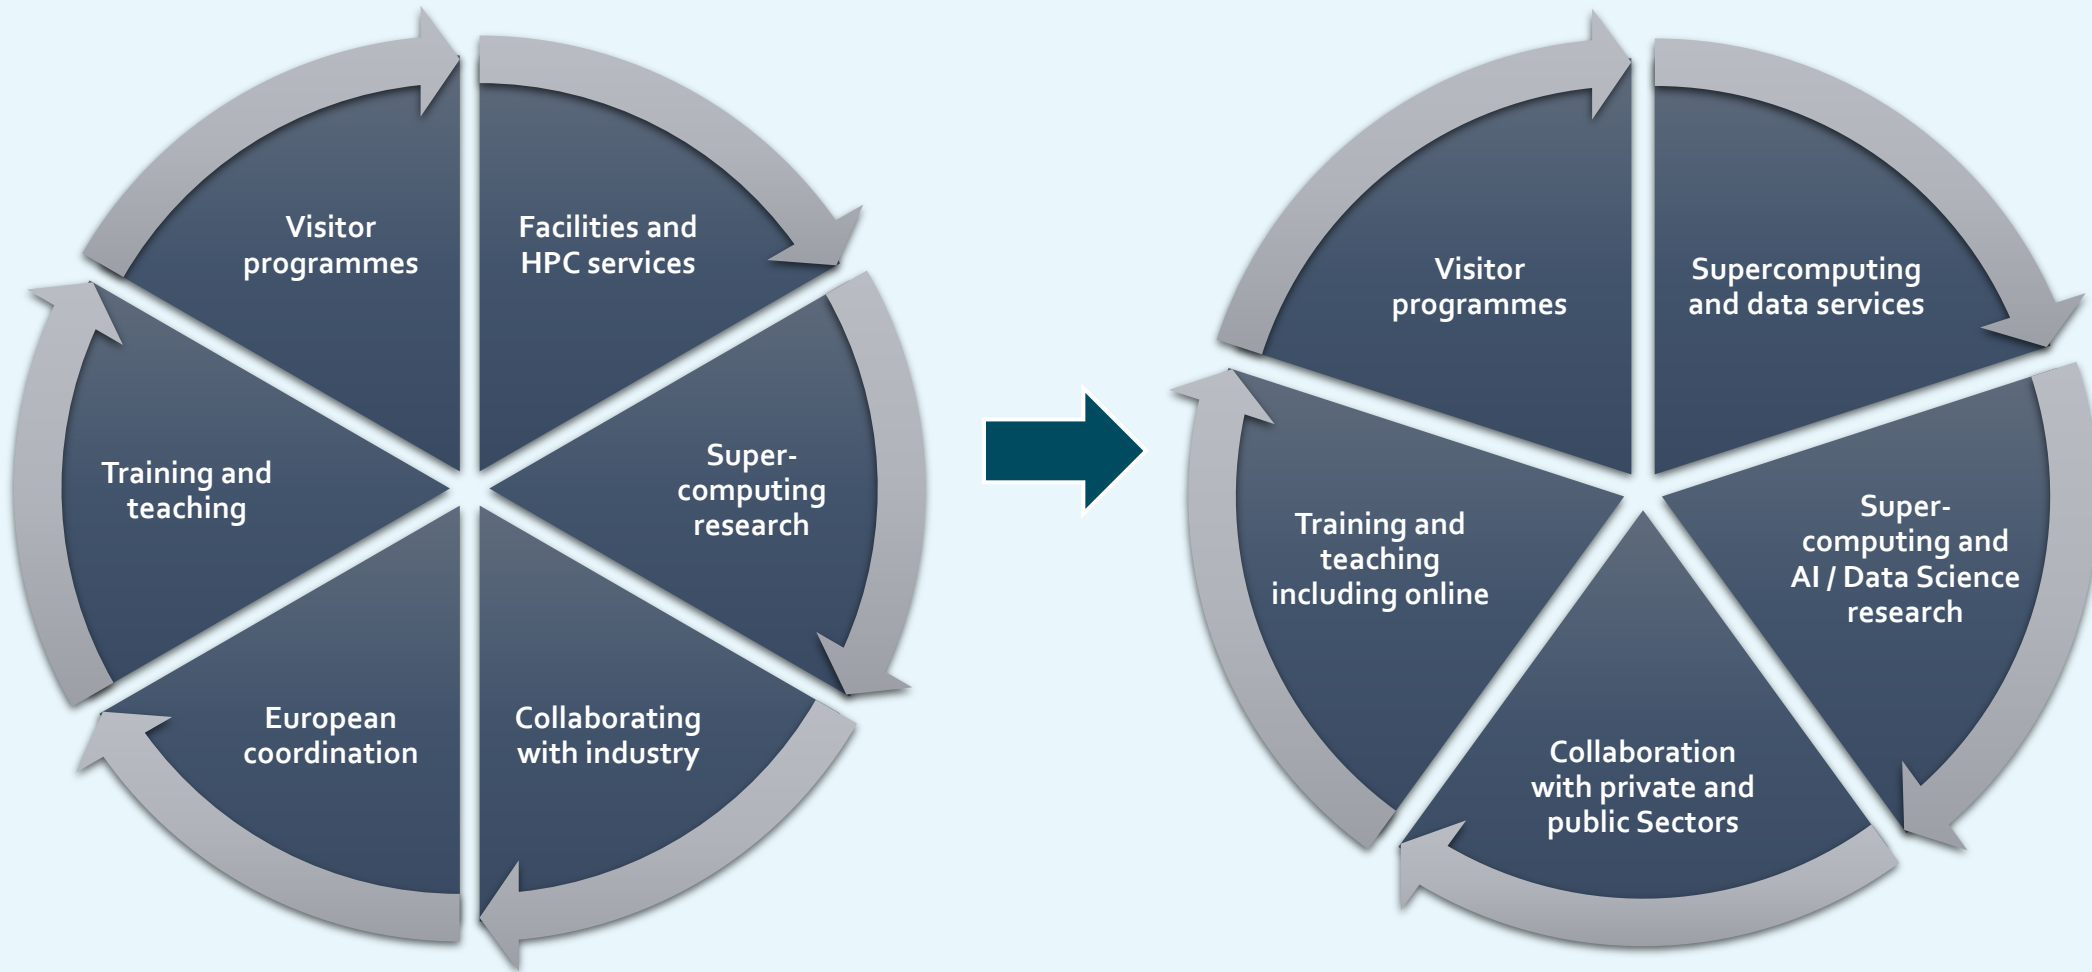 Visitor
programmes
Facilities and
HPC services
Super-
computing
research
Collaborating
with industry
European
coordination
Training and
teaching
Visitor
programmes
Supercomputing
and data services
Super-
computing and
AI / Data Science
research
Collaboration
with private and
public Sectors
Training and
teaching
including online